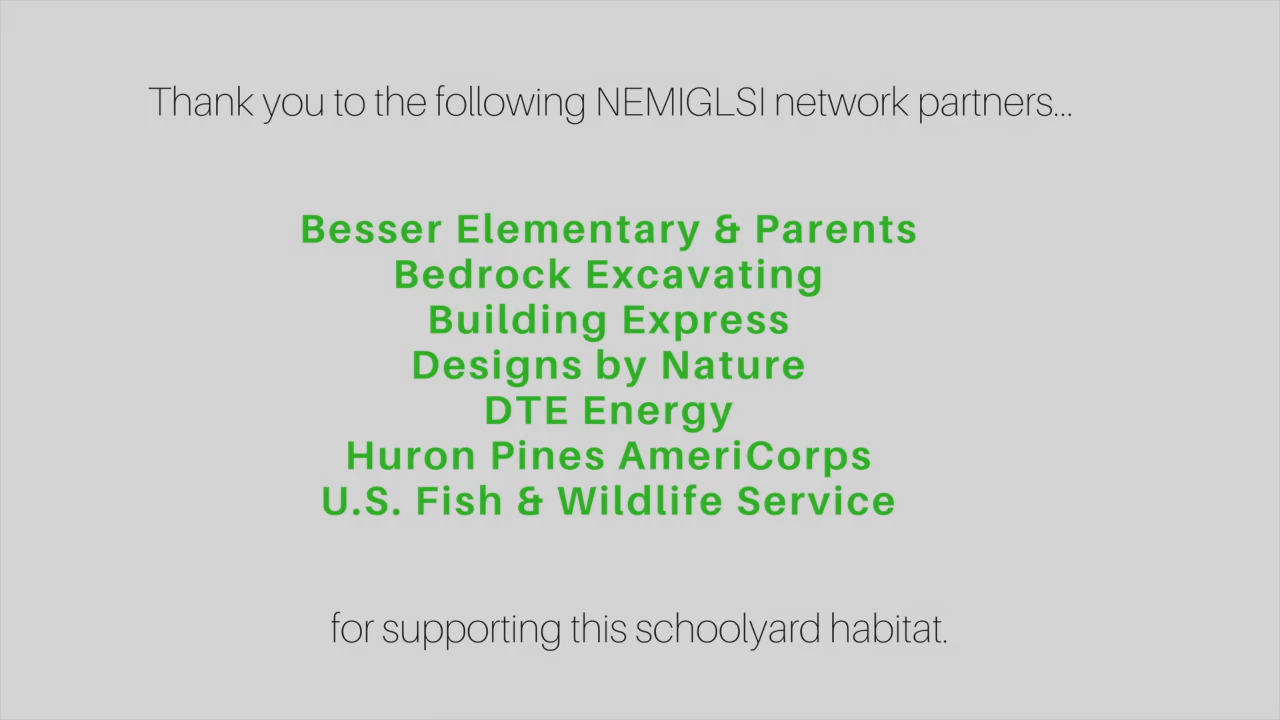 Thank you to the following NEMIGLSI network partners...
Besser Elementary & Parents
Bedrock Excavating
Building Express
Designs by Nature
DTE Energy
Huron Pines AmeriCorps
U.S. Fish & Wildlife Service
for supporting this schoolyard habitat.